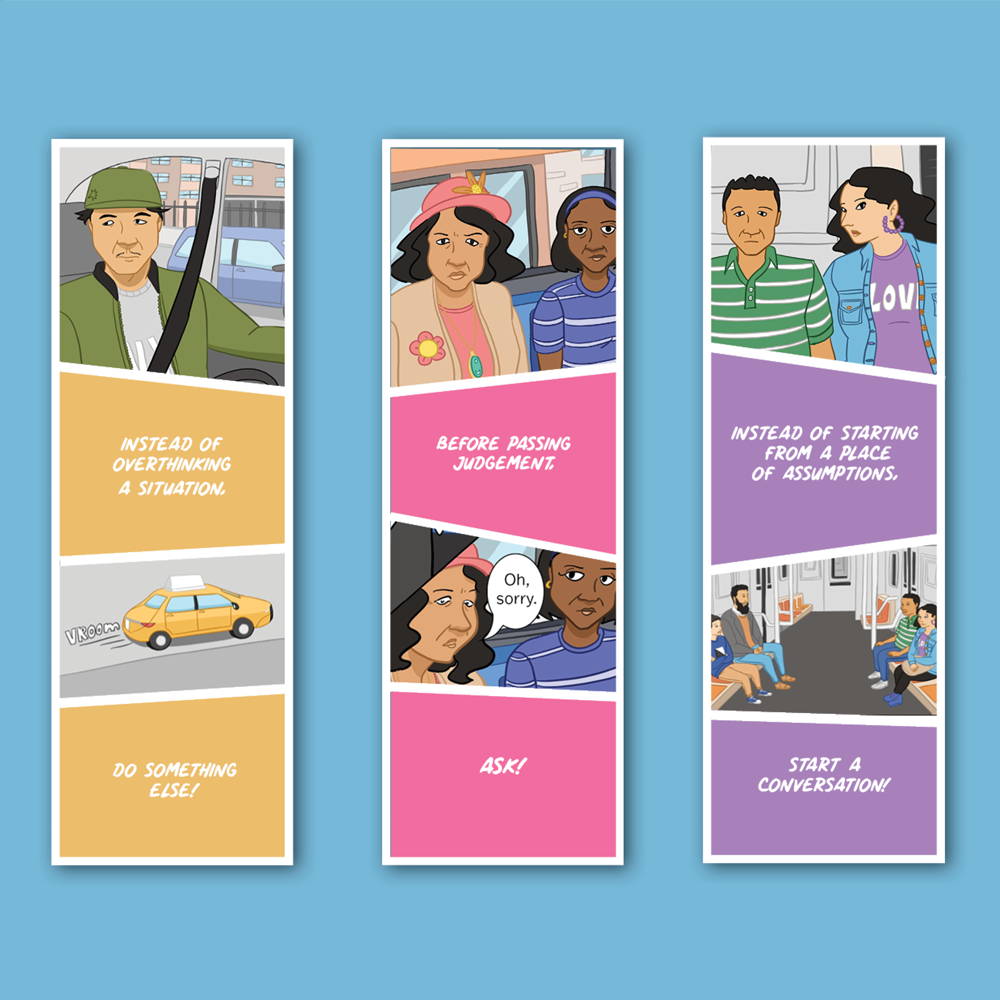 INSTEAD OF
OVERTHINKING
A SITUATION,
VROOM
DO SOMETHING
ELSE!
BEFORE PASSING
JUDGEMENT,
Oh,
sorry.
ASK!
LOV
INSTEAD OF STARTING
FROM A PLACE
OF ASSUMPTIONS,
START A
CONVERSATION!